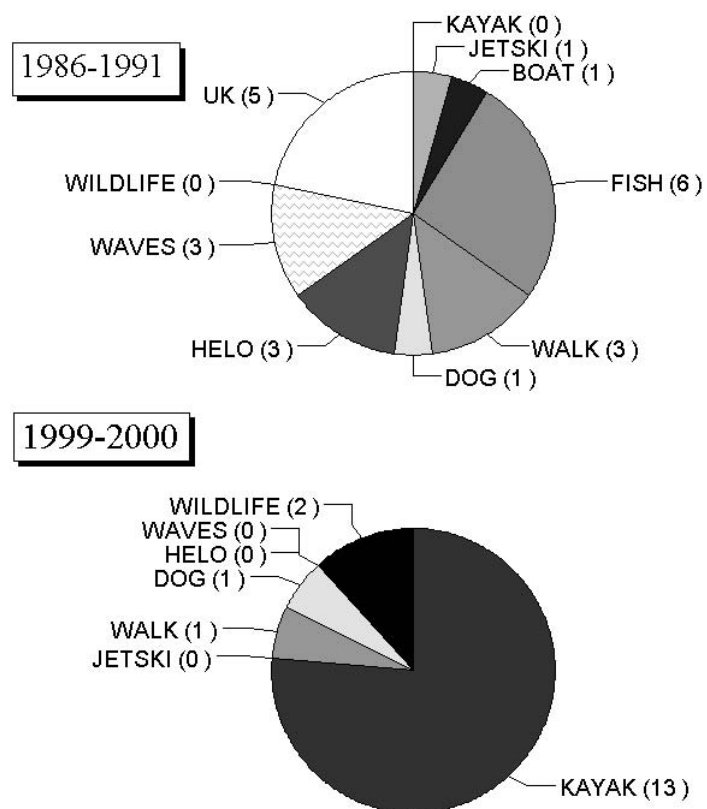 1986-1991
KAYAK (0 )
JETSKI (1 )
BOAT (1 )
UK (5 )
WILDLIFE (0 )
FISH (6 )
WAVES (3 )
HELO (3 )
WALK (3 )
DOG (1 )
1999-2000
WILDLIFE (2 )
WAVES (0 )
HELO (0 )
DOG (1 )
WALK (1 )
JETSKI (0 )
KAYAK (13 )